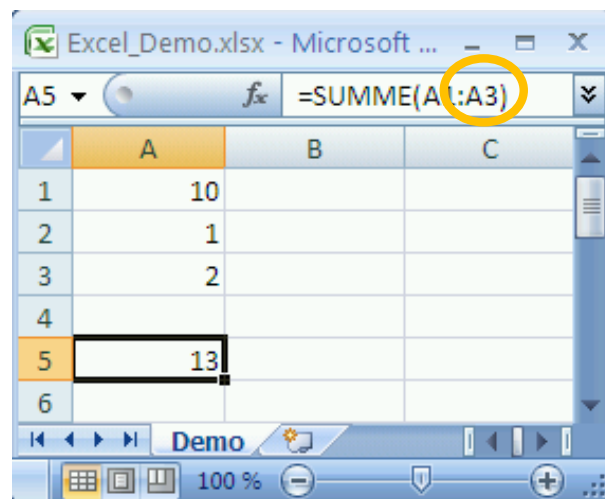 Excel_Demo.xlsx - Microsoft ...
A5 fx =SUMME(A1:A3)
A B C
1 10
2 1
3 2
4
5 13
6
Demo
100 %